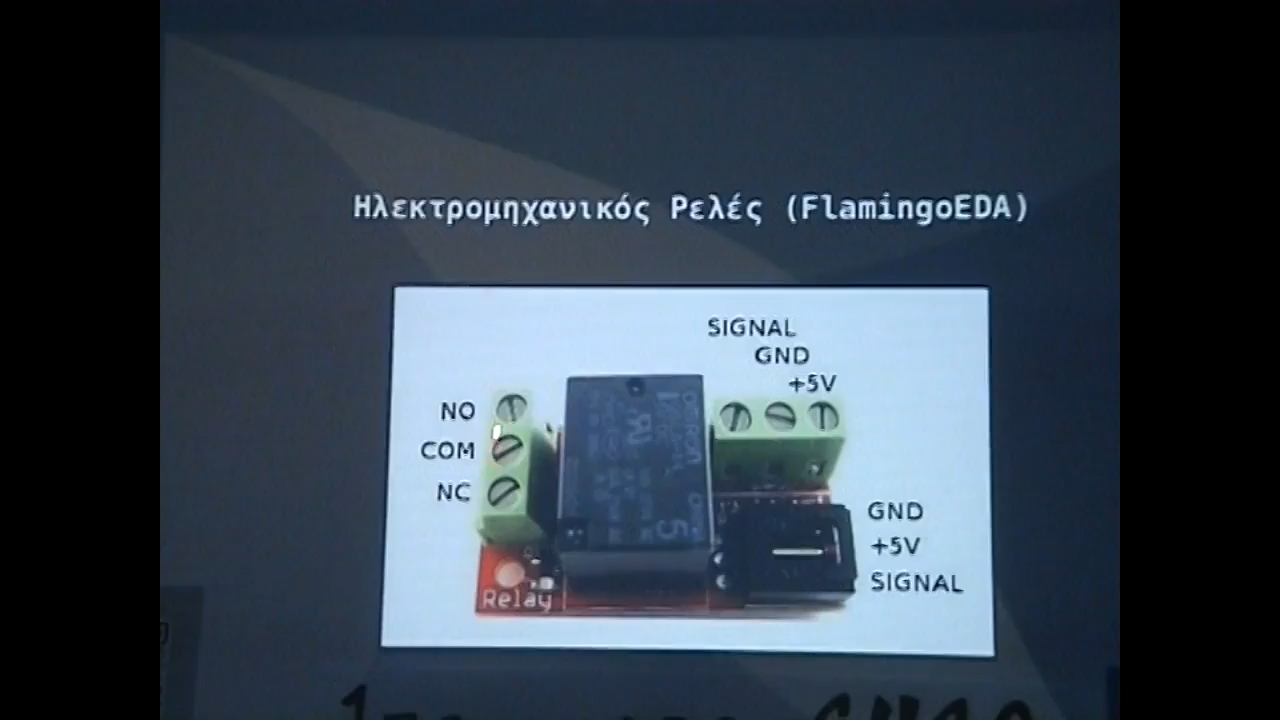 Ηλεκτρομηχανικός Ρελές (FlamingoEDA)
SIGNAL
GND
+5V
NO
COM
NC
GND
+5V
SIGNAL
Relay